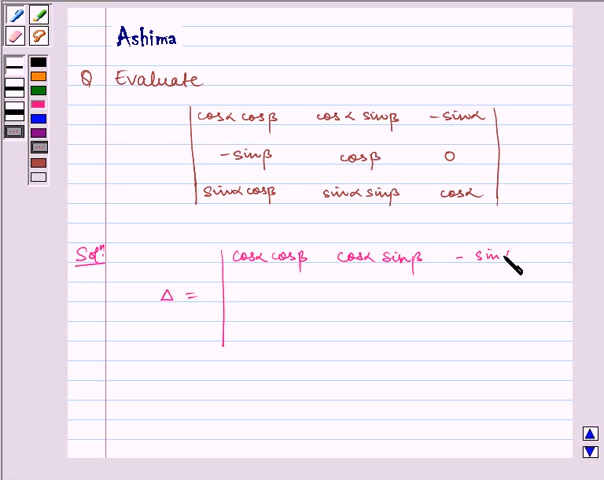 Ashima
Q Evaluate
cosα cosβ cosα sinβ -sinα
-sinβ cosβ 0
sinα cosβ sinα sinβ cosα
Solⁿ:
cosα cosβ cosα sinβ - sin
Δ =